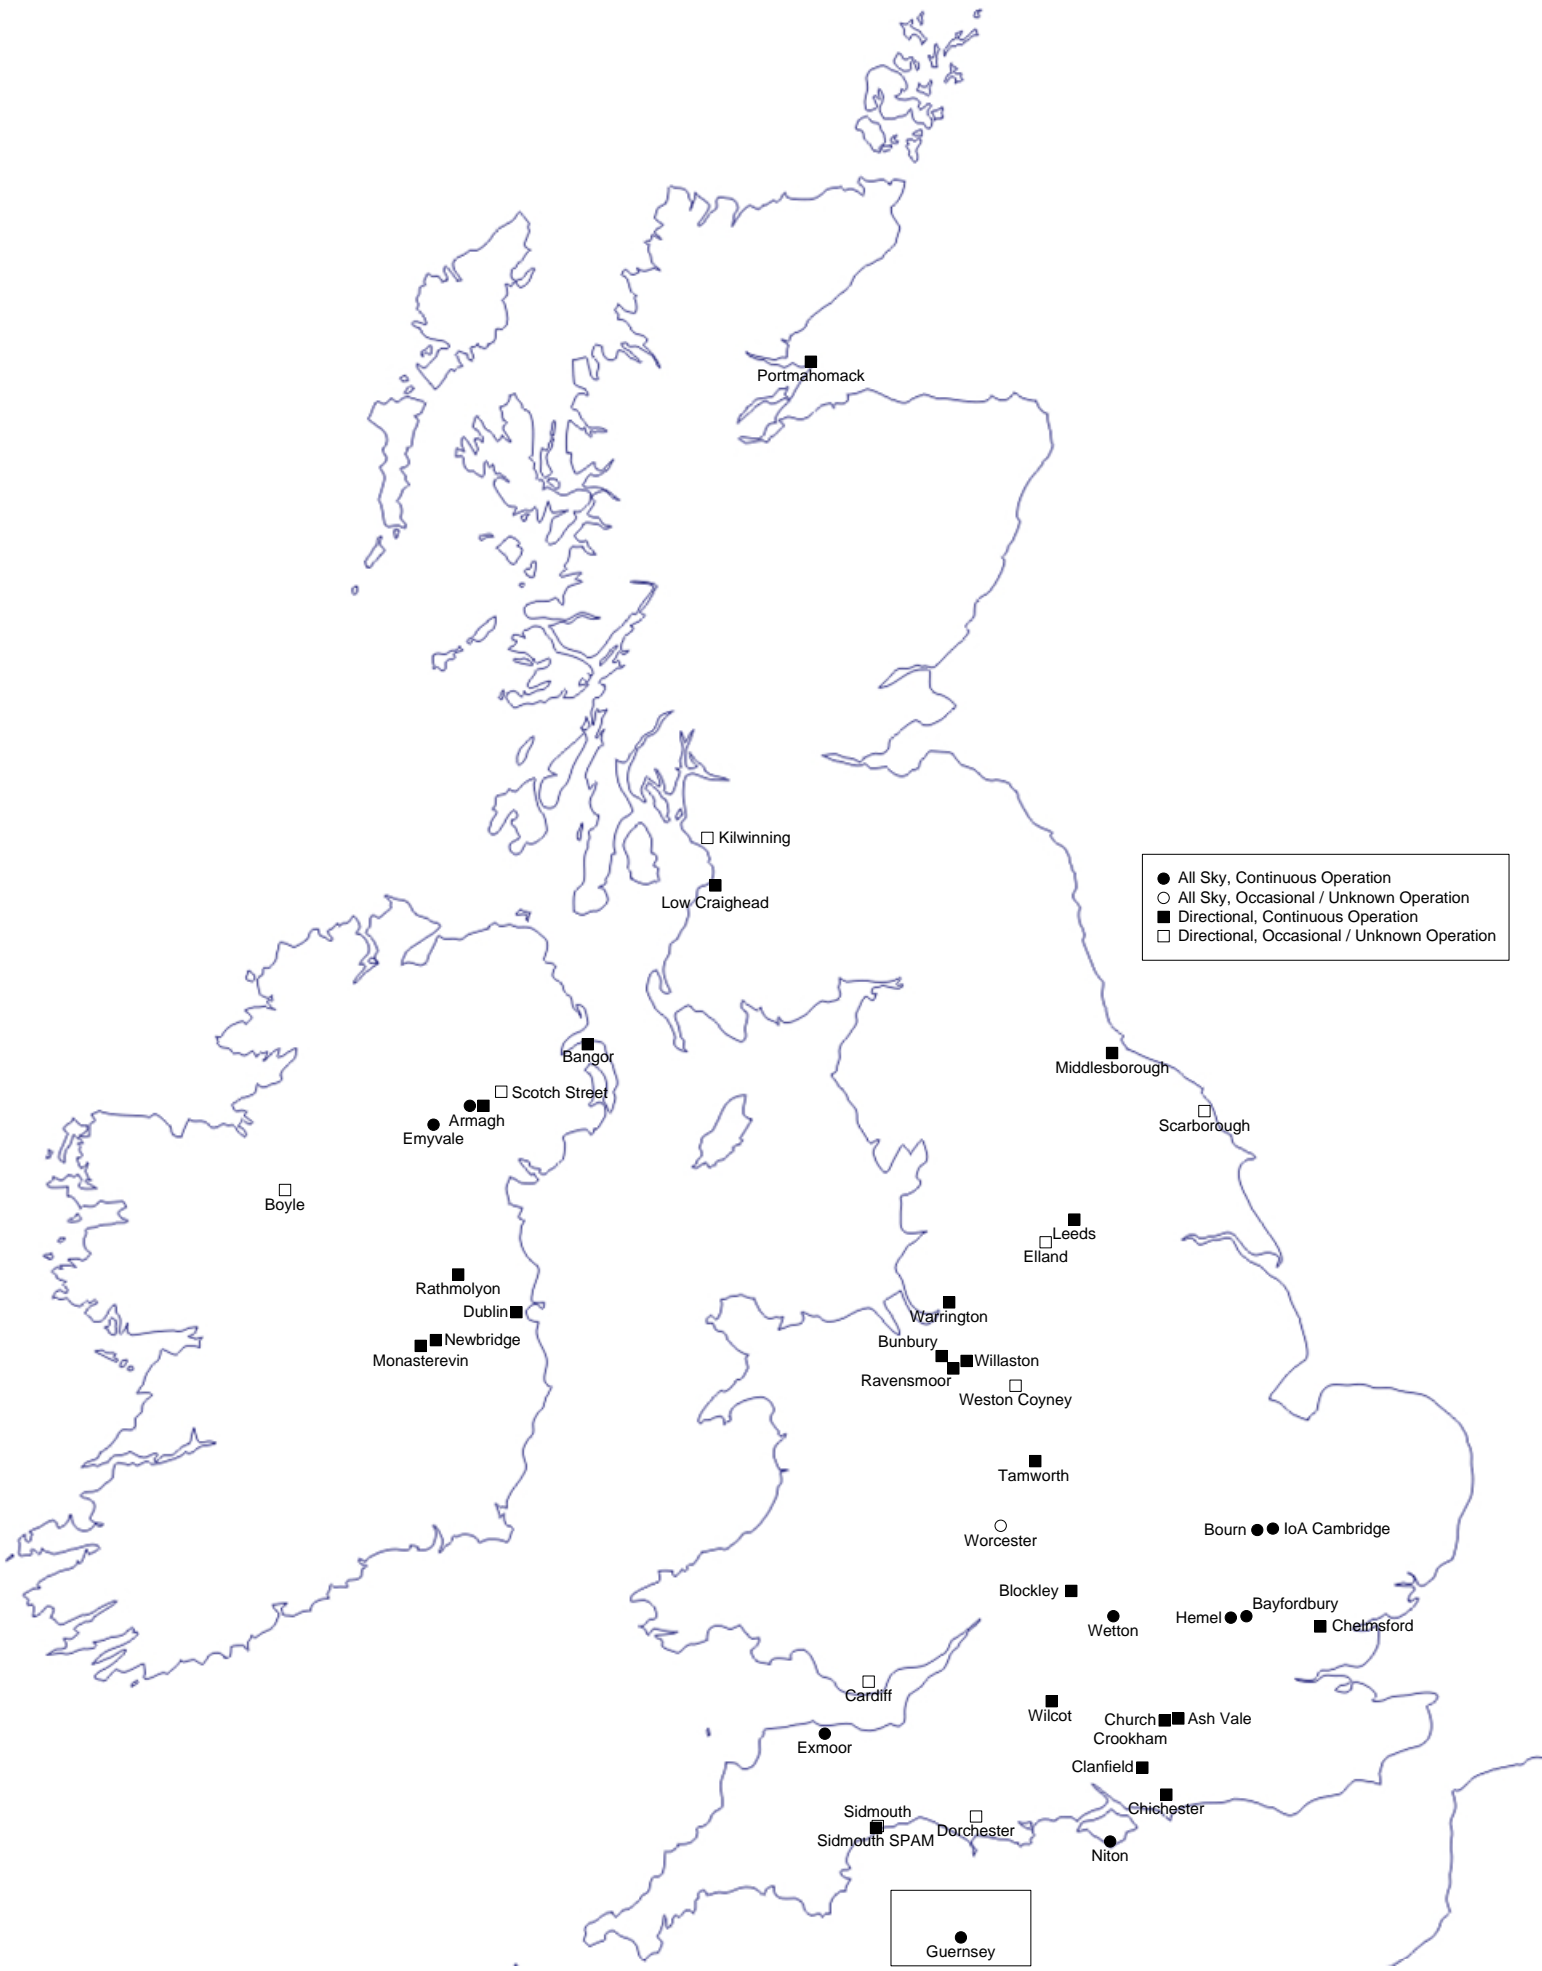 Portmahomack
Kilwinning
Low Craighead
All Sky, Continuous Operation
All Sky, Occasional / Unknown Operation
Directional, Continuous Operation
Directional, Occasional / Unknown Operation
Bangor
Middlesborough
Scotch Street
Armagh
Emyvale
Scarborough
Boyle
Leeds
Elland
Rathmolyon
Dublin
Warrington
Newbridge
Monasterevin
Bunbury
Willaston
Ravensmoor
Weston Coyney
Tamworth
Worcester
Bourn
IoA Cambridge
Blockley
Bayfordbury
Hemel
Wetton
Chelmsford
Cardiff
Wilcot
Church
Crookham
Ash Vale
Exmoor
Clanfield
Chichester
Sidmouth
Sidmouth SPAM
Dorchester
Niton
Guernsey